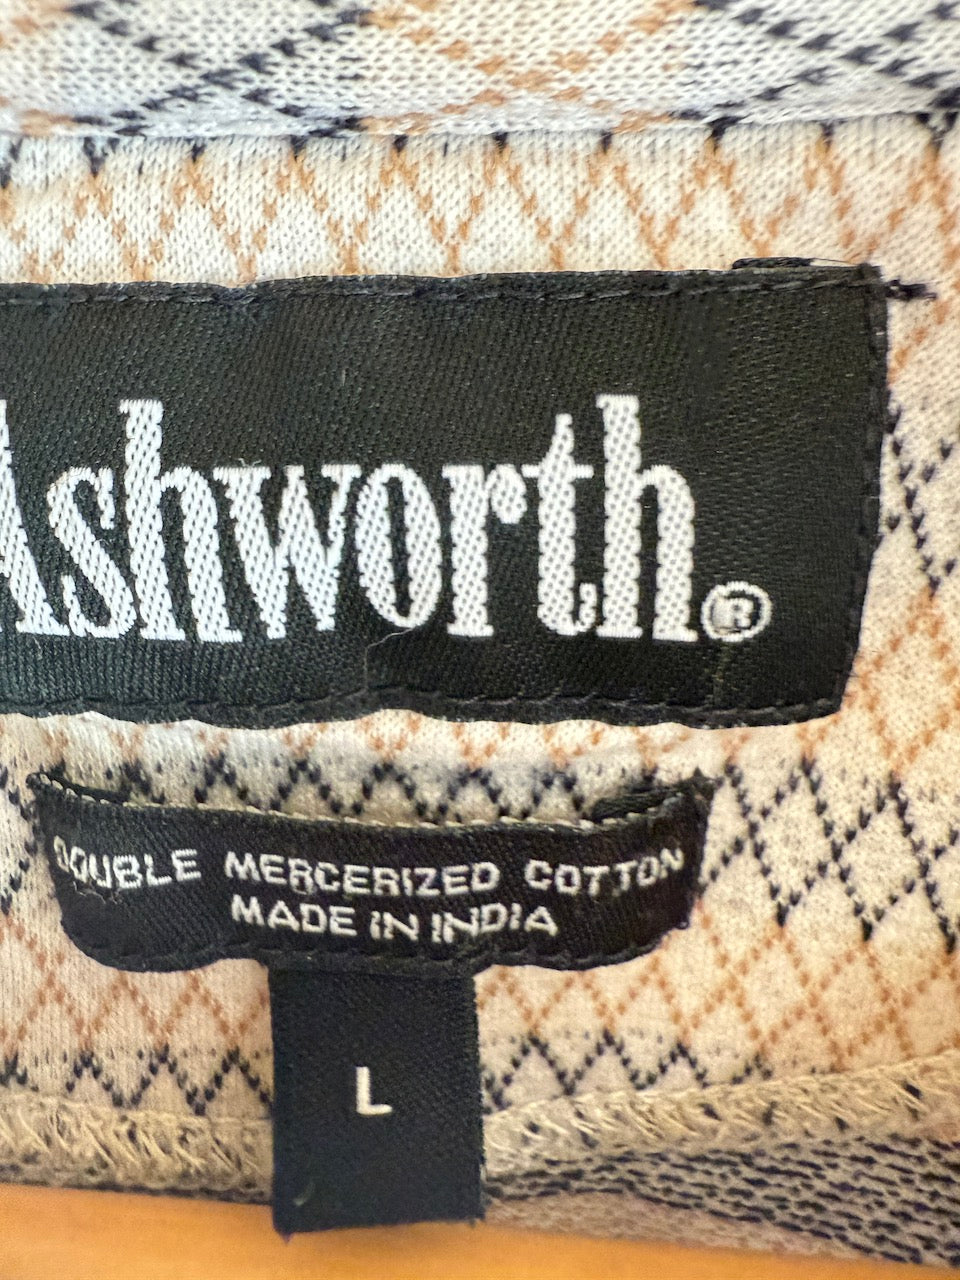 Ashworth®
DOUBLE MERCERIZED COTTON
MADE IN INDIA
L